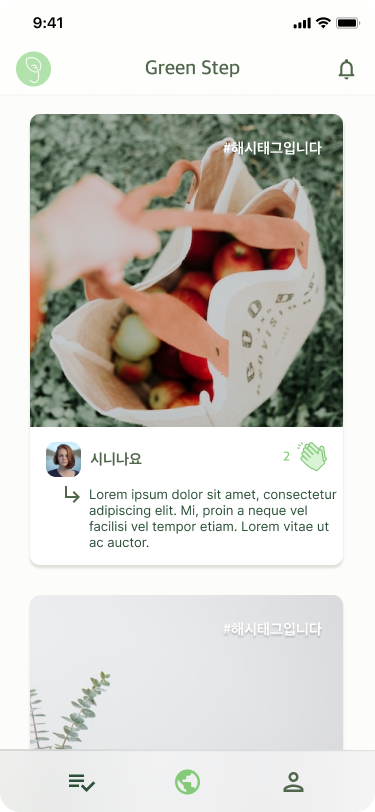 9:41
Green Step
#해시태그입니다
GOOD
시니나요
2
Lorem ipsum dolor sit amet, consectetur
adipiscing elit. Mi, proin a neque vel
facilisi vel tempor etiam. Lorem vitae ut
ac auctor.
#해시태그입니다